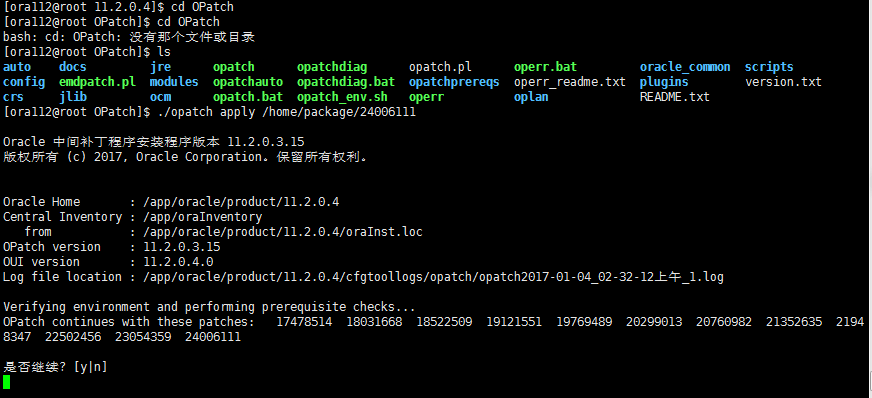 [ora112@root 11.2.0.4]$ cd OPatch
[ora112@root OPatch]$ cd OPatch
bash: cd: OPatch: 没有那个文件或目录
[ora112@root OPatch]$ ls
auto docs jre opatch opatchdiag opatch.pl operr.bat oracle_common scripts
config emdpatch.pl modules opatchauto opatchdiag.bat opatchprereqs operr_readme.txt plugins version.txt
crs jlib ocm opatch.bat opatch_env.sh operr oplan README.txt
[ora112@root OPatch]$ ./opatch apply /home/package/24006111
Oracle 中间补丁程序安装程序版本 11.2.0.3.15
版权所有 (c) 2017, Oracle Corporation。保留所有权利。
Oracle Home : /app/oracle/product/11.2.0.4
Central Inventory : /app/oraInventory
from : /app/oracle/product/11.2.0.4/oraInst.loc
OPatch version : 11.2.0.3.15
OUI version : 11.2.0.4.0
Log file location : /app/oracle/product/11.2.0.4/cfgtoollogs/opatch/opatch2017-01-04_02-32-12上午_1.log
Verifying environment and performing prerequisite checks...
OPatch continues with these patches: 17478514 18031668 18522509 19121551 19769489 20299013 20760982 21352635 2194
8347 22502456 23054359 24006111
是否继续? [y|n]